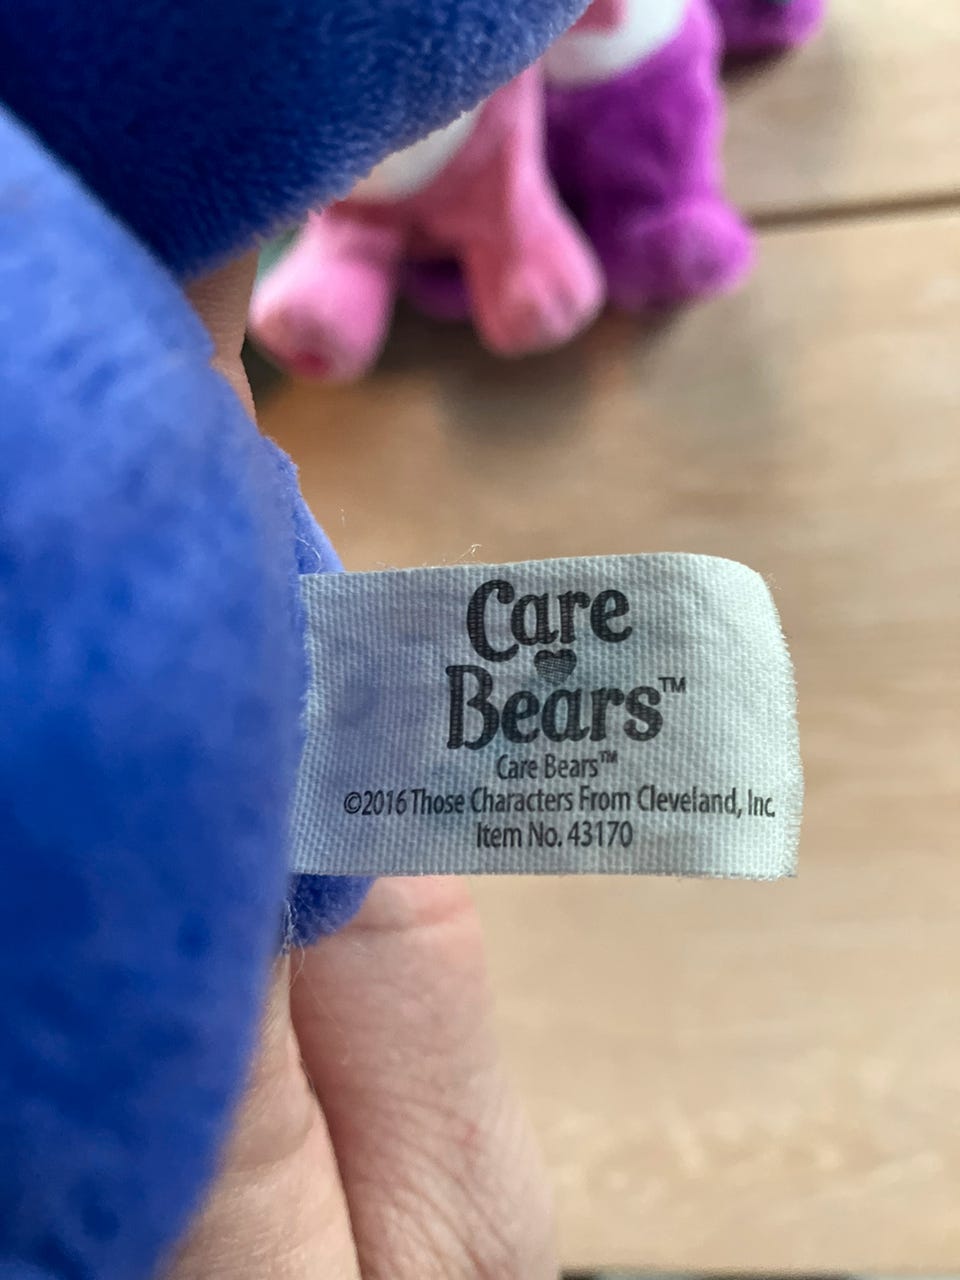 Care
Bears™
Care Bears™
©2016 Those Characters From Cleveland, Inc.
Item No. 43170